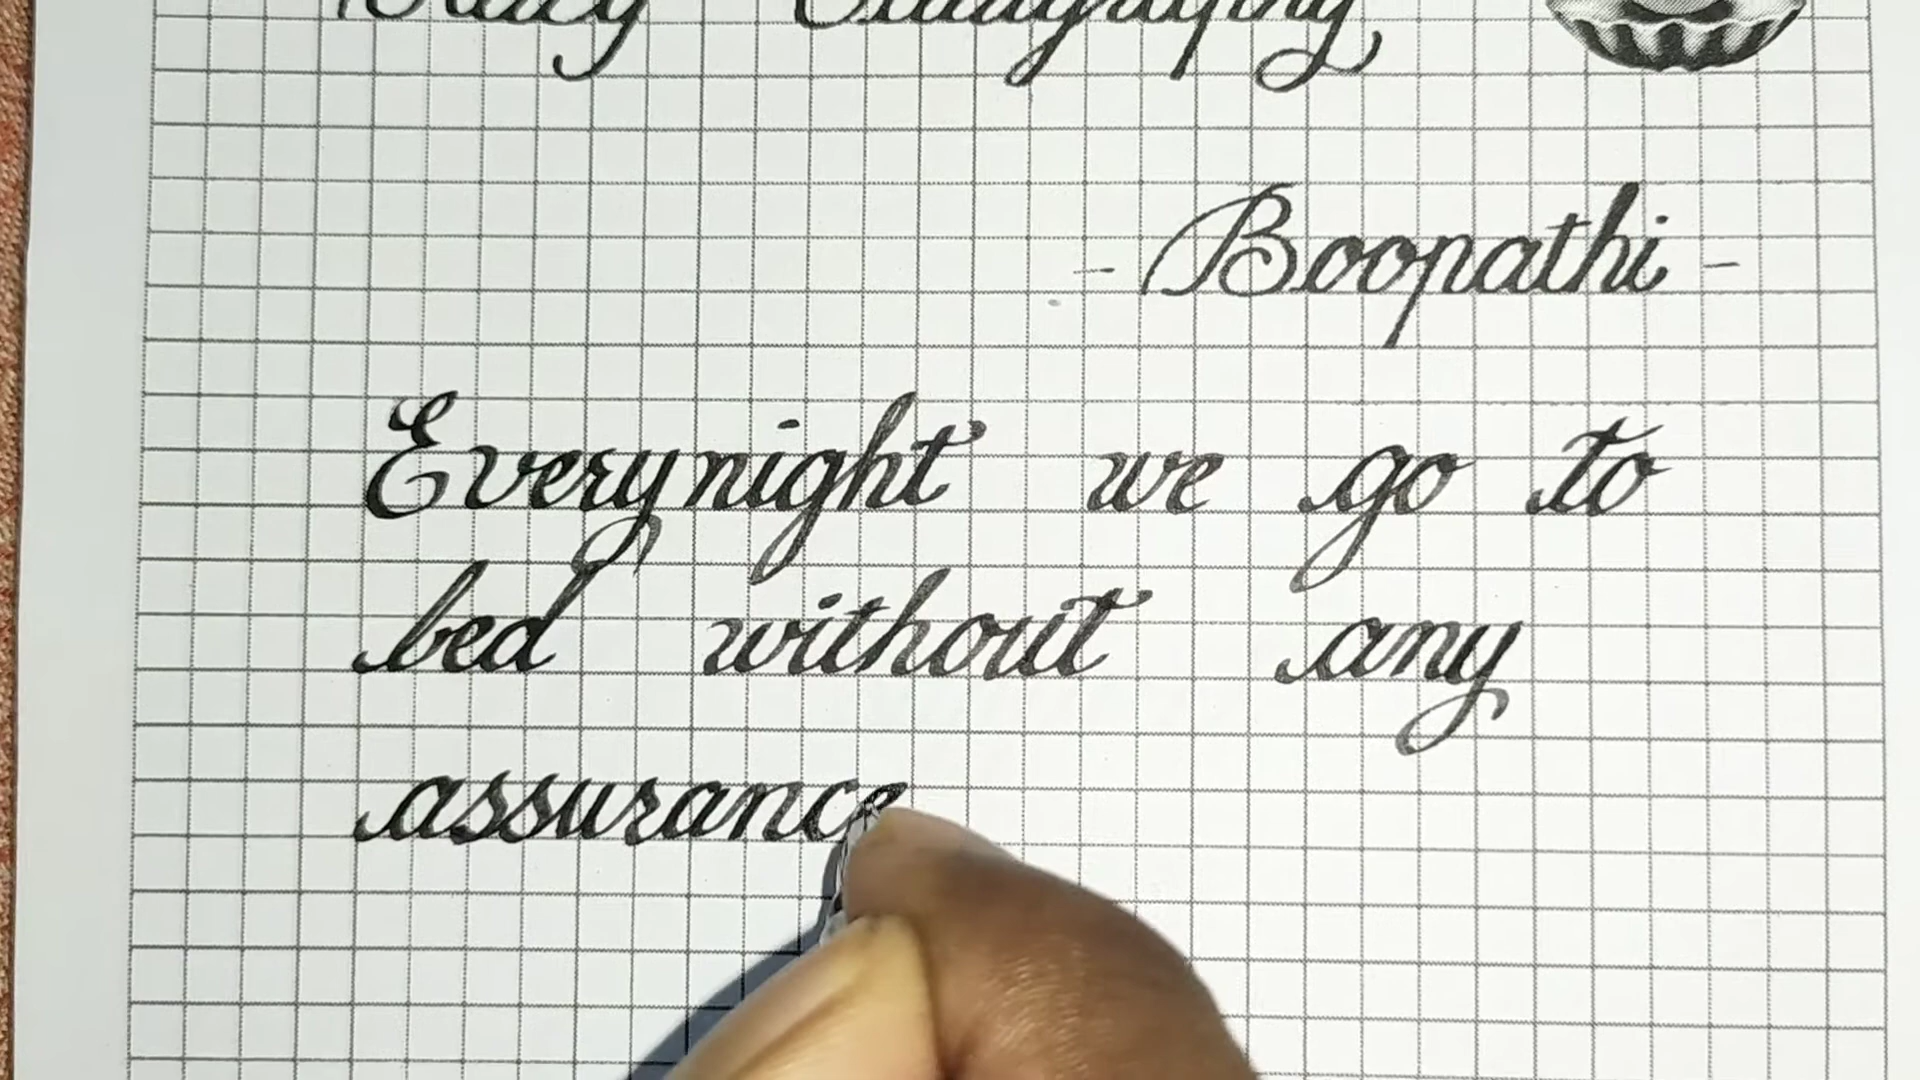 - Boopathi -
Everynight we go to
bed without any
assurance